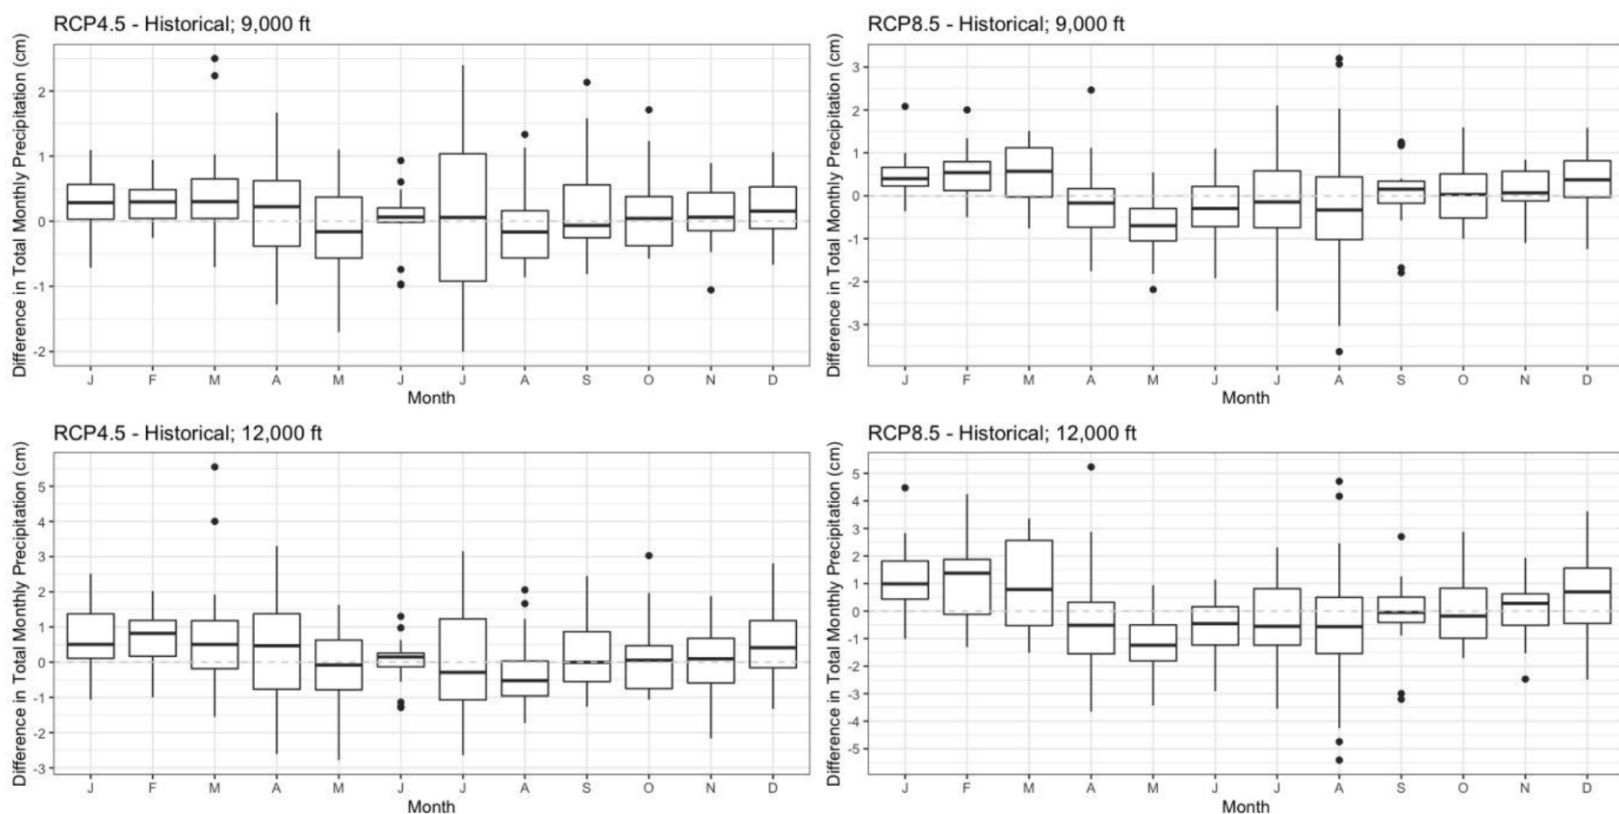 RCP4.5 - Historical; 9,000 ft
Difference in Total Monthly Precipitation (cm)
2
1
0
-1
-2
J F M A M J J A S O N D
Month
RCP8.5 - Historical; 9,000 ft
Difference in Total Monthly Precipitation (cm)
3
2
1
0
-1
-2
-3
J F M A M J J A S O N D
Month
RCP4.5 - Historical; 12,000 ft
Difference in Total Monthly Precipitation (cm)
5
4
3
2
1
0
-1
-2
-3
J F M A M J J A S O N D
Month
RCP8.5 - Historical; 12,000 ft
Difference in Total Monthly Precipitation (cm)
5
4
3
2
1
0
-1
-2
-3
-4
-5
J F M A M J J A S O N D
Month